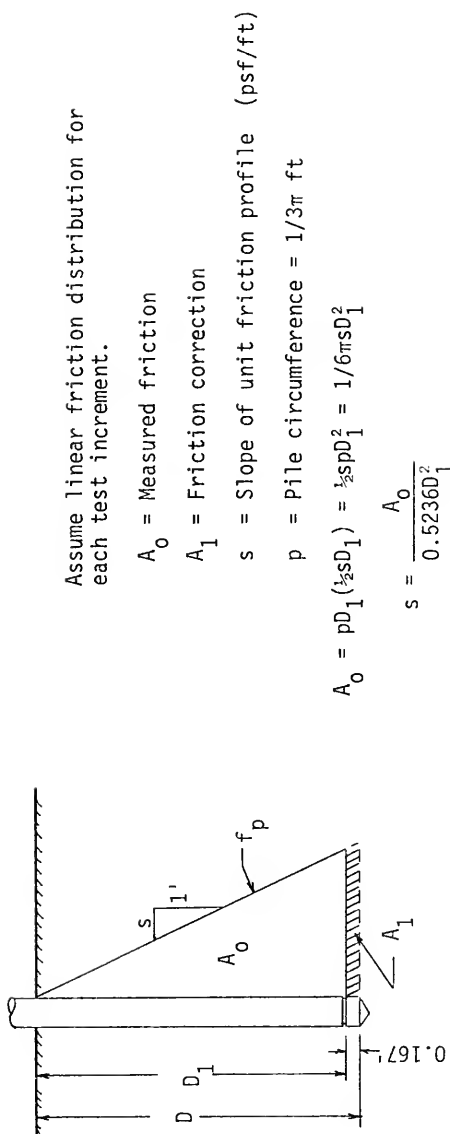 Assume linear friction distribution for
each test increment.
A₀ = Measured friction
A₁ = Friction correction
s = Slope of unit friction profile (psf/ft)
p = Pile circumference = 1/3π ft
A₀ = pD₁(½sD₁) = ½spD₁² = 1/6πsD₁²
s = A₀
0.5236D₁²
s
1'
f_p
A₀
A₁
D₁
D
0.167'